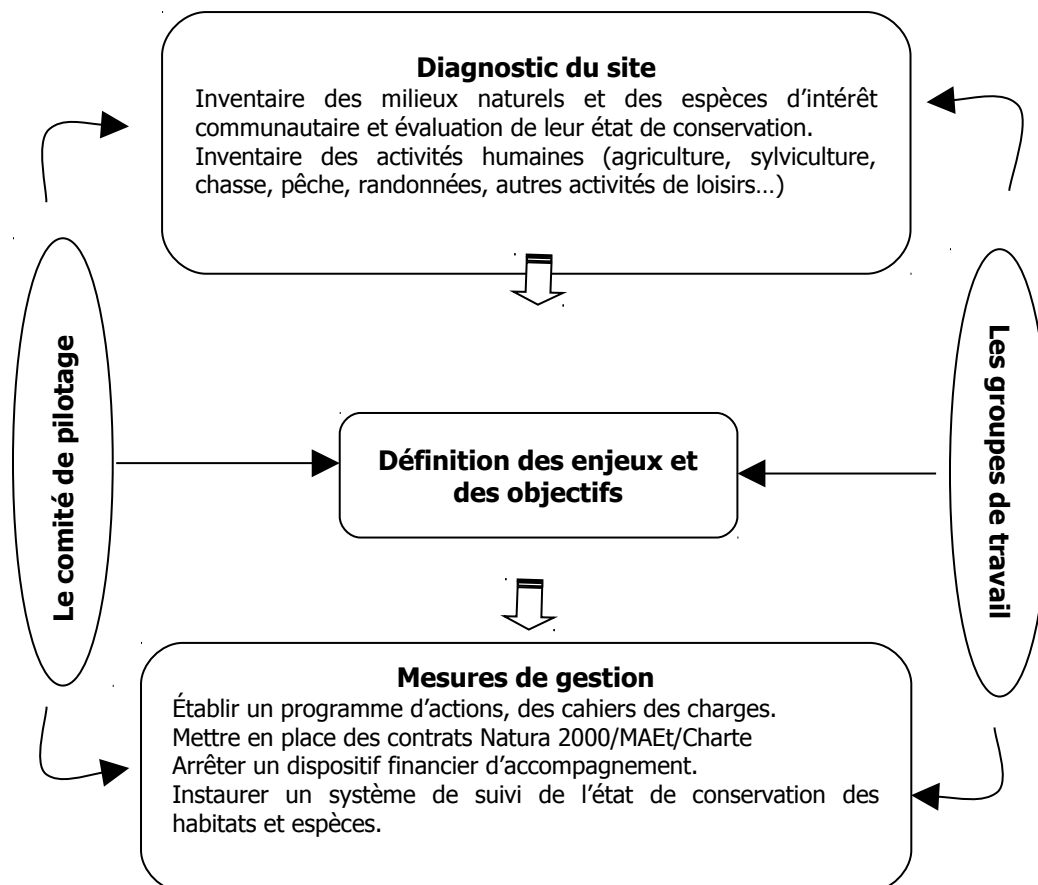 Diagnostic du site
Inventaire des milieux naturels et des espèces d’intérêt
communautaire et évaluation de leur état de conservation.
Inventaire des activités humaines (agriculture, sylviculture,
chasse, pêche, randonnées, autres activités de loisirs…)
Le comité de pilotage
Définition des enjeux et
des objectifs
Les groupes de travail
Mesures de gestion
Établir un programme d’actions, des cahiers des charges.
Mettre en place des contrats Natura 2000/MAEt/Charte
Arrêter un dispositif financier d’accompagnement.
Instaurer un système de suivi de l’état de conservation des
habitats et espèces.